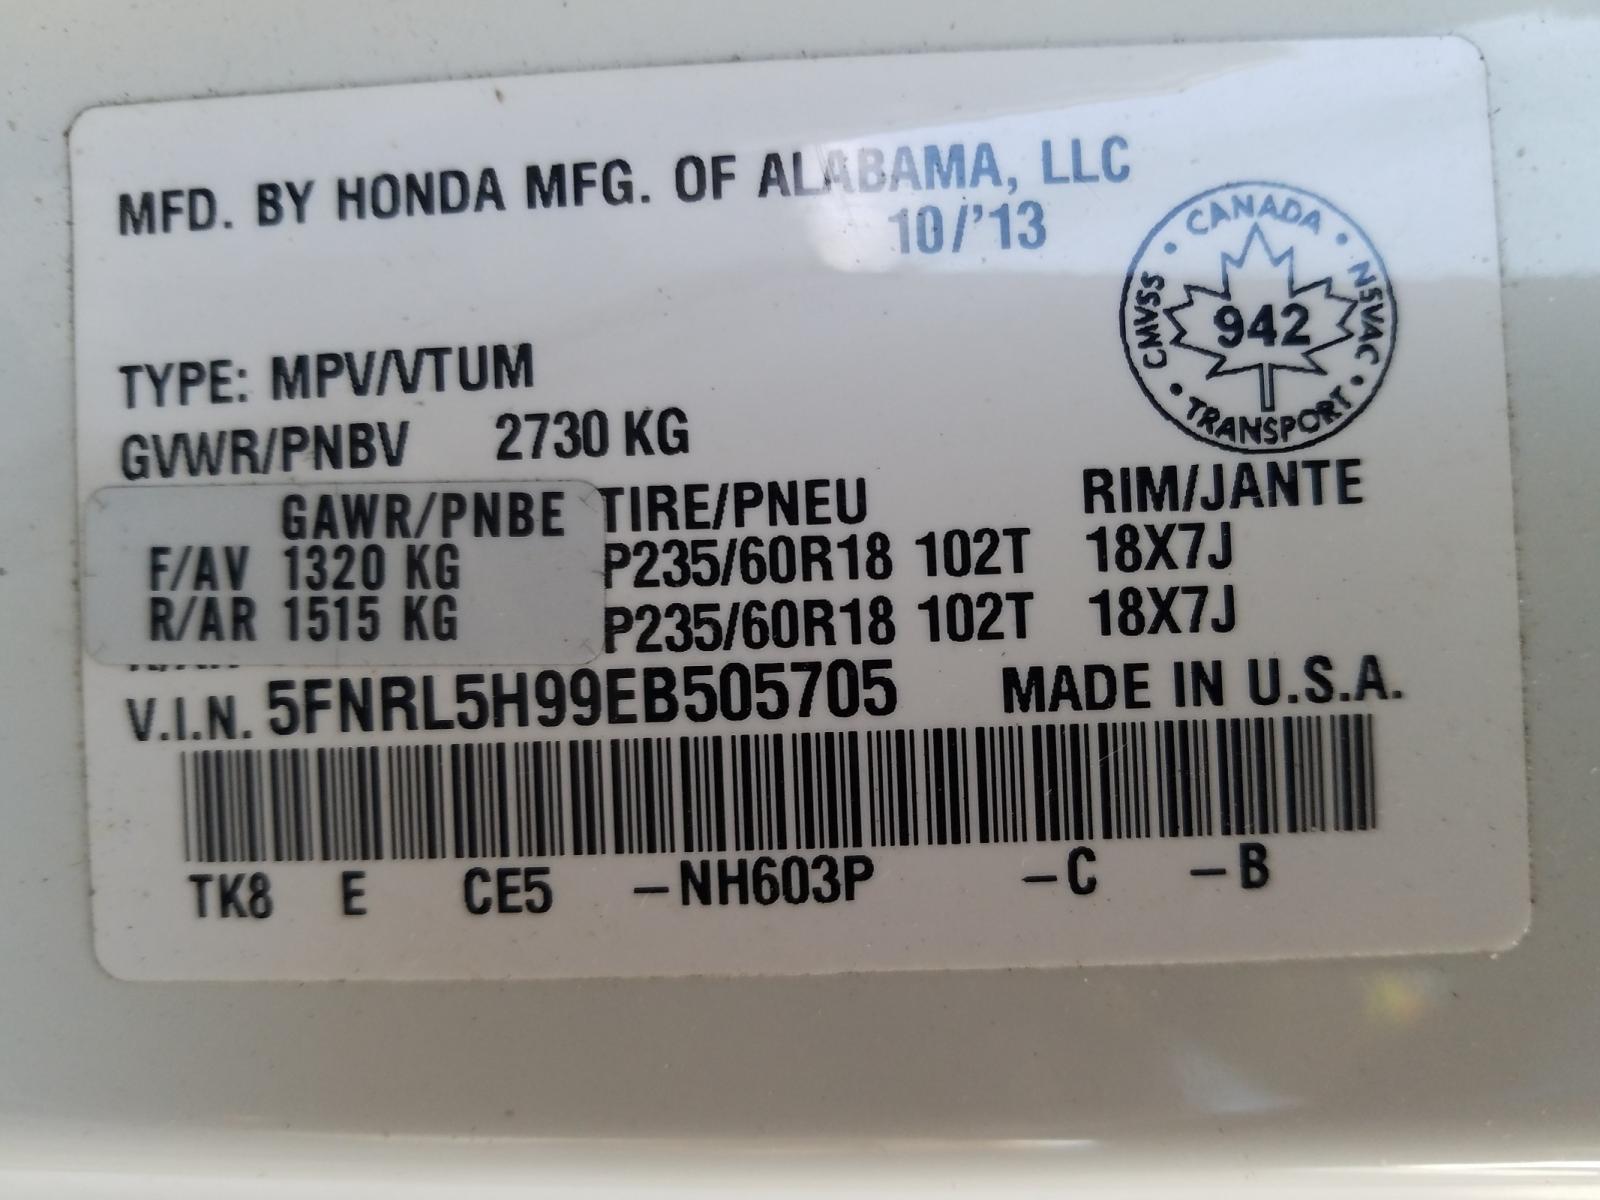 MFD. BY HONDA MFG. OF ALABAMA, LLC
10/'13
CANADA
CMVSS
942
NSVAC
TRANSPORT
TYPE: MPV/VTUM
GVWR/PNBV 2730 KG
GAWR/PNBE TIRE/PNEU RIM/JANTE
F/AV 1320 KG P235/60R18 102T 18X7J
R/AR 1515 KG P235/60R18 102T 18X7J
V.I.N. 5FNRL5H99EB505705 MADE IN U.S.A.
TK8 E CE5 –NH603P –C –B